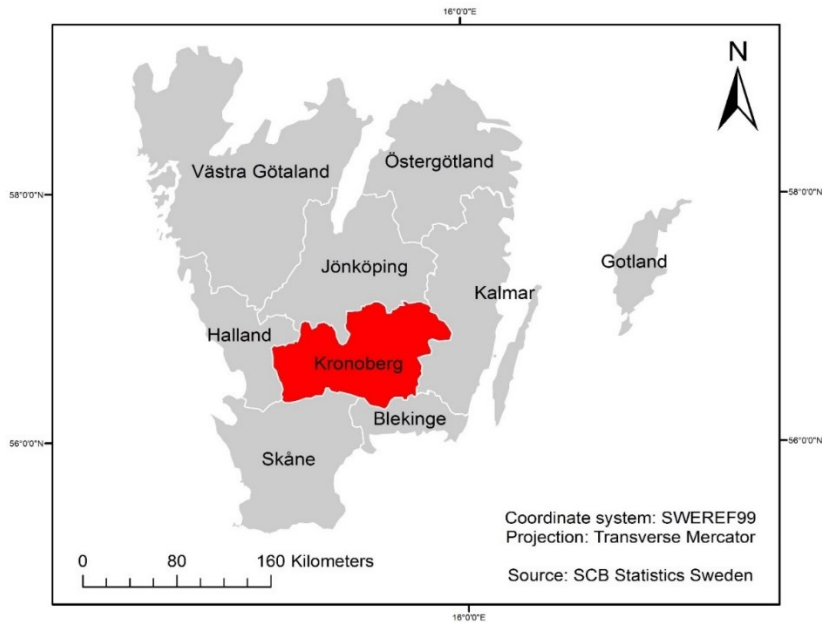 16°0'0"E
N
Västra Götaland
Östergötland
58°0'0"N
58°0'0"N
Gotland
Jönköping
Kalmar
Halland
Kronoberg
Blekinge
56°0'0"N
56°0'0"N
Skåne
Coordinate system: SWEREF99
Projection: Transverse Mercator
0 80 160 Kilometers
Source: SCB Statistics Sweden
16°0'0"E